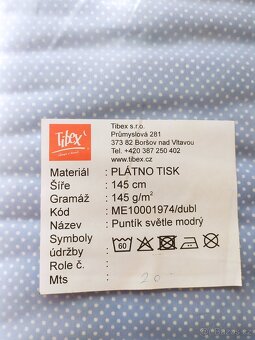 Tibex
Tibex s.r.o.
Průmyslová 281
373 82 Boršov nad Vltavou
Tel. +420 387 250 402
www.tibex.cz
Materiál : PLÁTNO TISK
Šíře : 145 cm
Gramáž : 145 g/m²
Kód : ME10001974/dubl
Název : Puntík světle modrý
Symboly
údržby : 60
Role č. :
Mts : 20